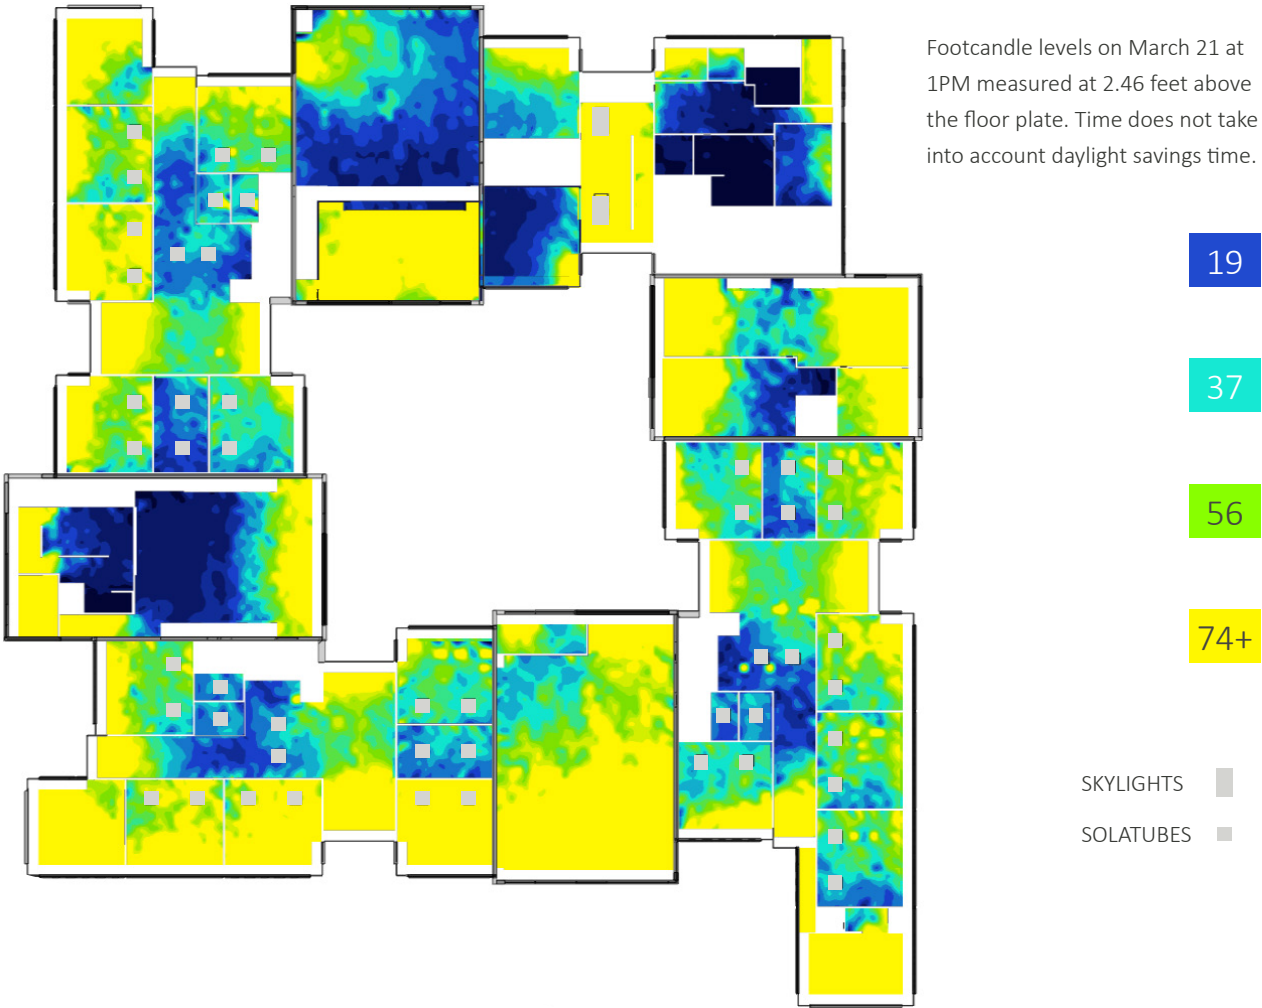 Footcandle levels on March 21 at
1PM measured at 2.46 feet above
the floor plate. Time does not take
into account daylight savings time.
19
37
56
74+
SKYLIGHTS
SOLATUBES